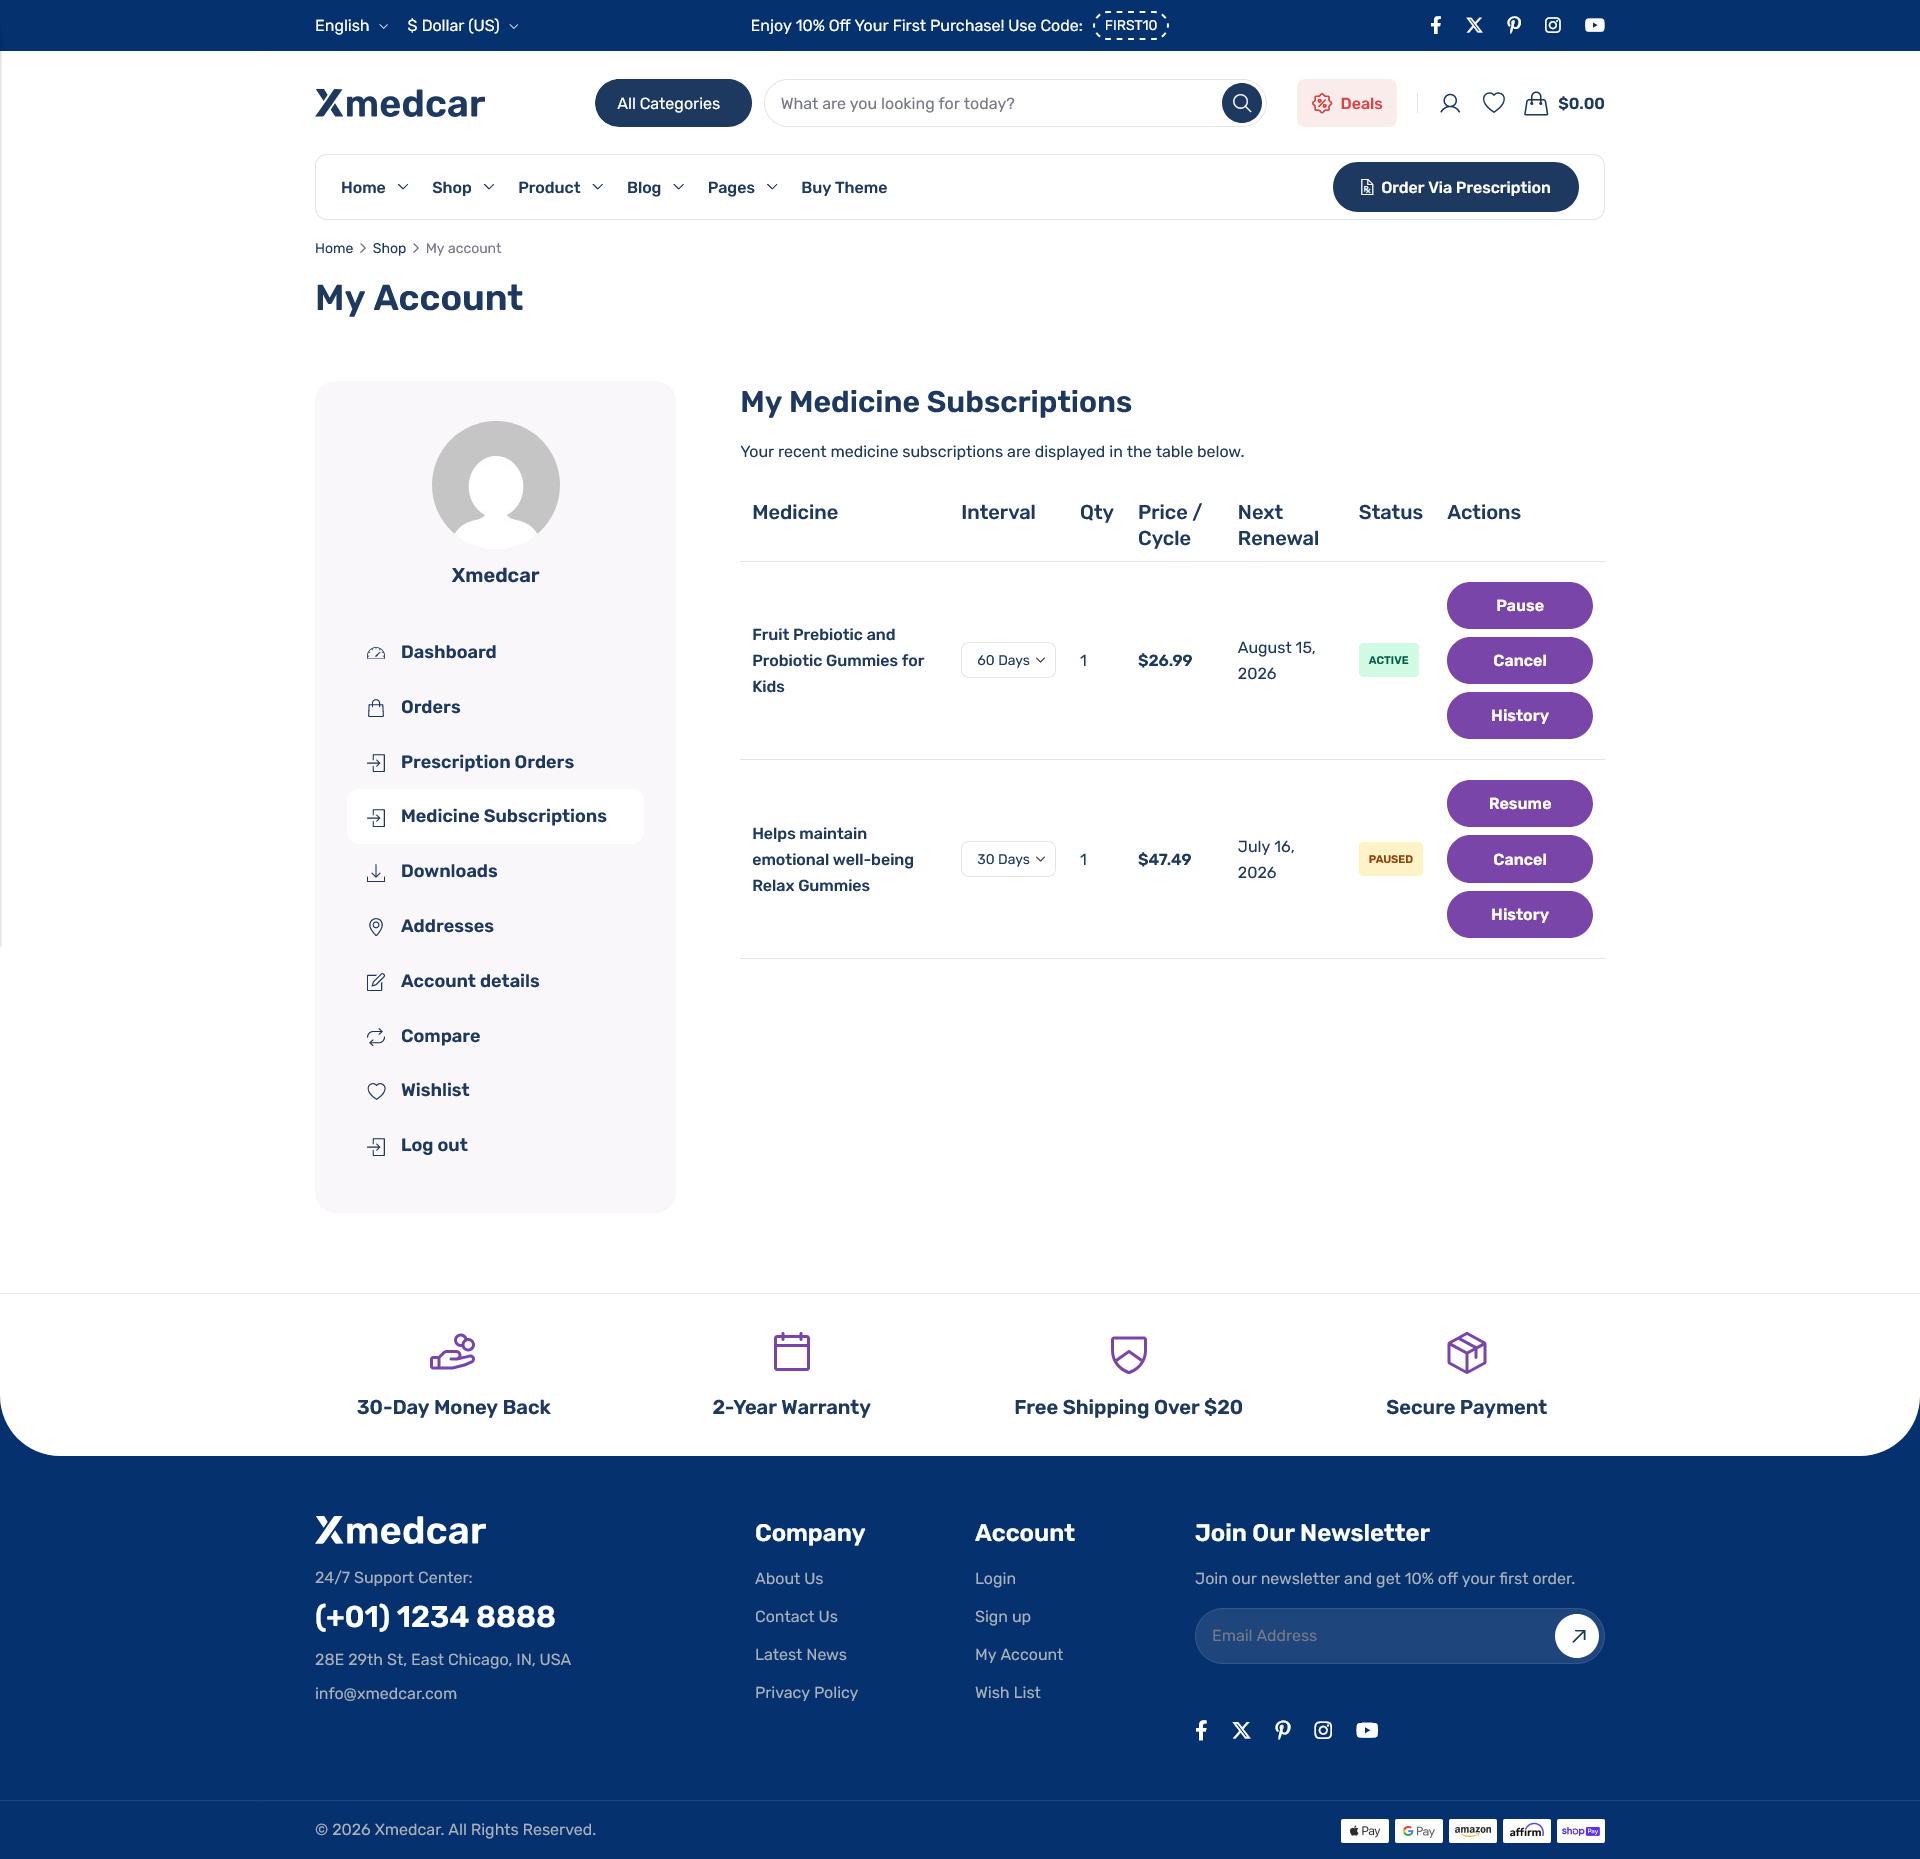 English
$ Dollar (US)
Enjoy 10% Off Your First Purchase! Use Code: FIRST10
Xmedcar
All Categories
What are you looking for today?
Deals
$0.00
Home
Shop
Product
Blog
Pages
Buy Theme
Order Via Prescription
Home > Shop > My account
My Account
Xmedcar
Dashboard
Orders
Prescription Orders
Medicine Subscriptions
Downloads
Addresses
Account details
Compare
Wishlist
Log out
My Medicine Subscriptions
Your recent medicine subscriptions are displayed in the table below.
Medicine
Interval
Qty
Price /
Cycle
Next
Renewal
Status
Actions
Fruit Prebiotic and
Probiotic Gummies for
Kids
60 Days
1
$26.99
August 15,
2026
ACTIVE
Pause
Cancel
History
Helps maintain
emotional well-being
Relax Gummies
30 Days
1
$47.49
July 16,
2026
PAUSED
Resume
Cancel
History
30-Day Money Back
2-Year Warranty
Free Shipping Over $20
Secure Payment
Xmedcar
24/7 Support Center:
(+01) 1234 8888
28E 29th St, East Chicago, IN, USA
info@xmedcar.com
Company
About Us
Contact Us
Latest News
Privacy Policy
Account
Login
Sign up
My Account
Wish List
Join Our Newsletter
Join our newsletter and get 10% off your first order.
Email Address
© 2026 Xmedcar. All Rights Reserved.
Pay
G Pay
amazon
affirm
shop Pay